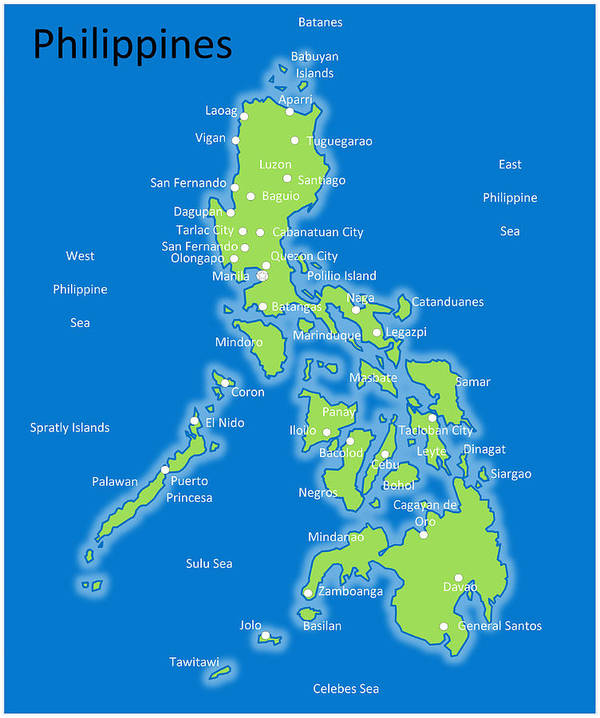 Philippines
Batanes
Babuyan
Islands
Aparri
Laoag
Vigan
Tuguegarao
Luzon
San Fernando
Santiago
Baguio
East
Philippine
Sea
Dagupan
Tarlac City
Cabanatuan City
San Fernando
Olongapo
Quezon City
Manila
Polilio Island
West
Philippine
Sea
Naga
Catanduanes
Batangas
Marinduque
Legazpi
Mindoro
Masbate
Samar
Coron
Panay
El Nido
Iloilo
Tacloban City
Spratly Islands
Bacolod
Leyte
Dinagat
Cebu
Siargao
Palawan
Puerto
Princesa
Negros
Bohol
Cagayan de
Oro
Mindanao
Sulu Sea
Zamboanga
Davao
Jolo
Basilan
General Santos
Tawitawi
Celebes Sea